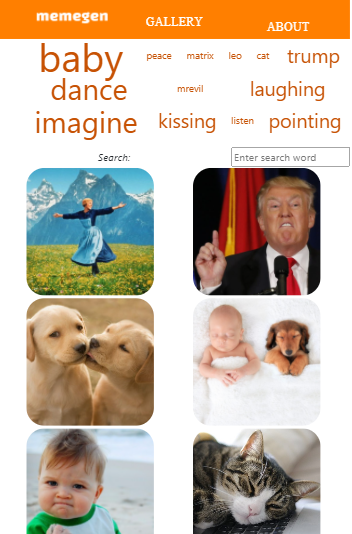 memegen GALLERY ABOUT
baby peace matrix leo cat trump
dance mrevil laughing
imagine kissing listen pointing
Search: Enter search word